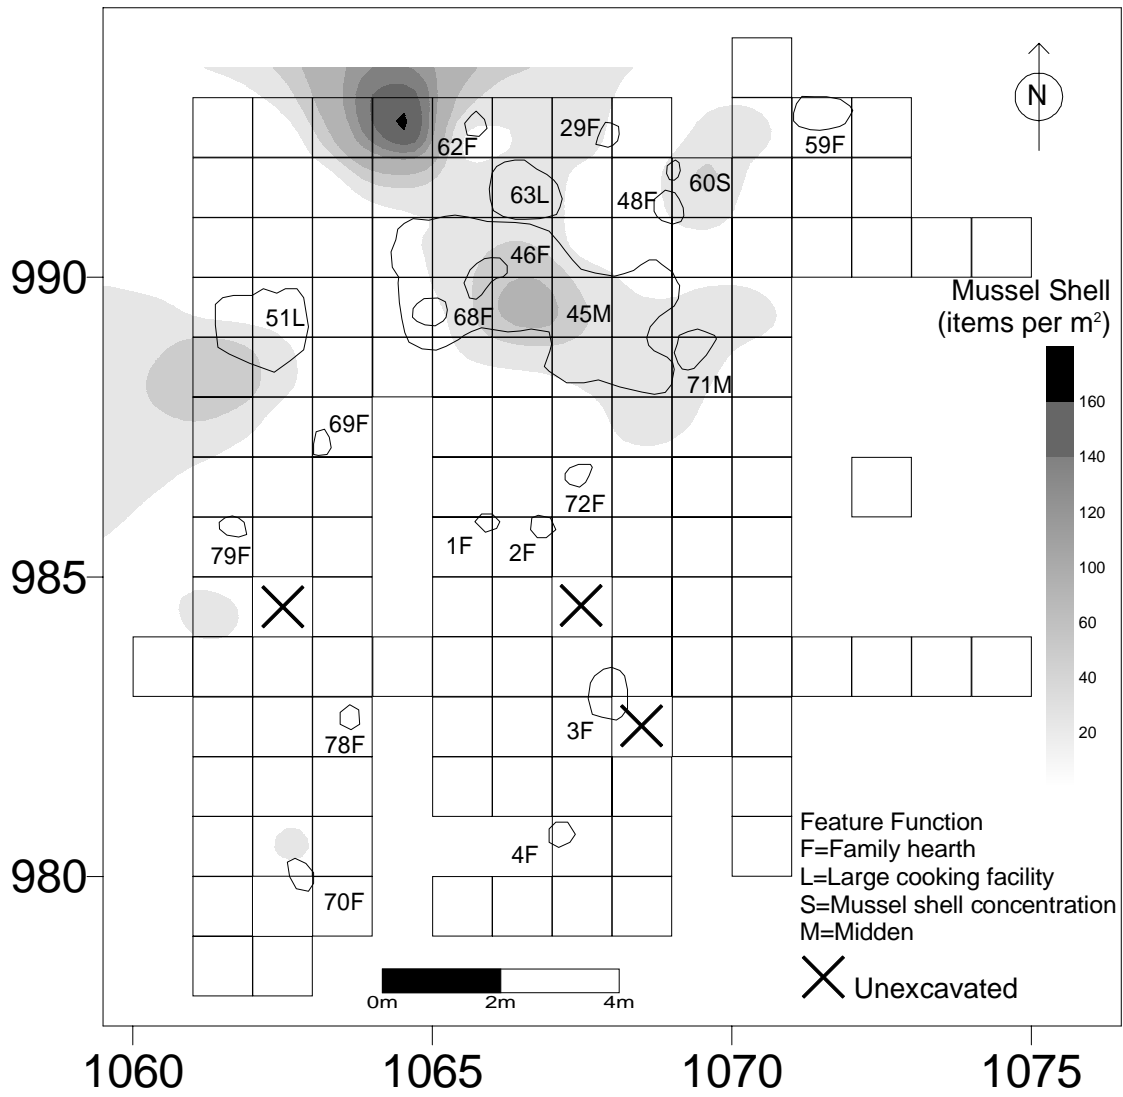 N
62F
29F
59F
63L
48F
60S
990
46F
51L
68F
45M
Mussel Shell
(items per m²)
71M
160
69F
140
72F
120
79F
1F
2F
985
100
60
40
78F
3F
20
4F
Feature Function
F=Family hearth
980
L=Large cooking facility
70F
S=Mussel shell concentration
M=Midden
Unexcavated
0m
2m
4m
1060
1065
1070
1075